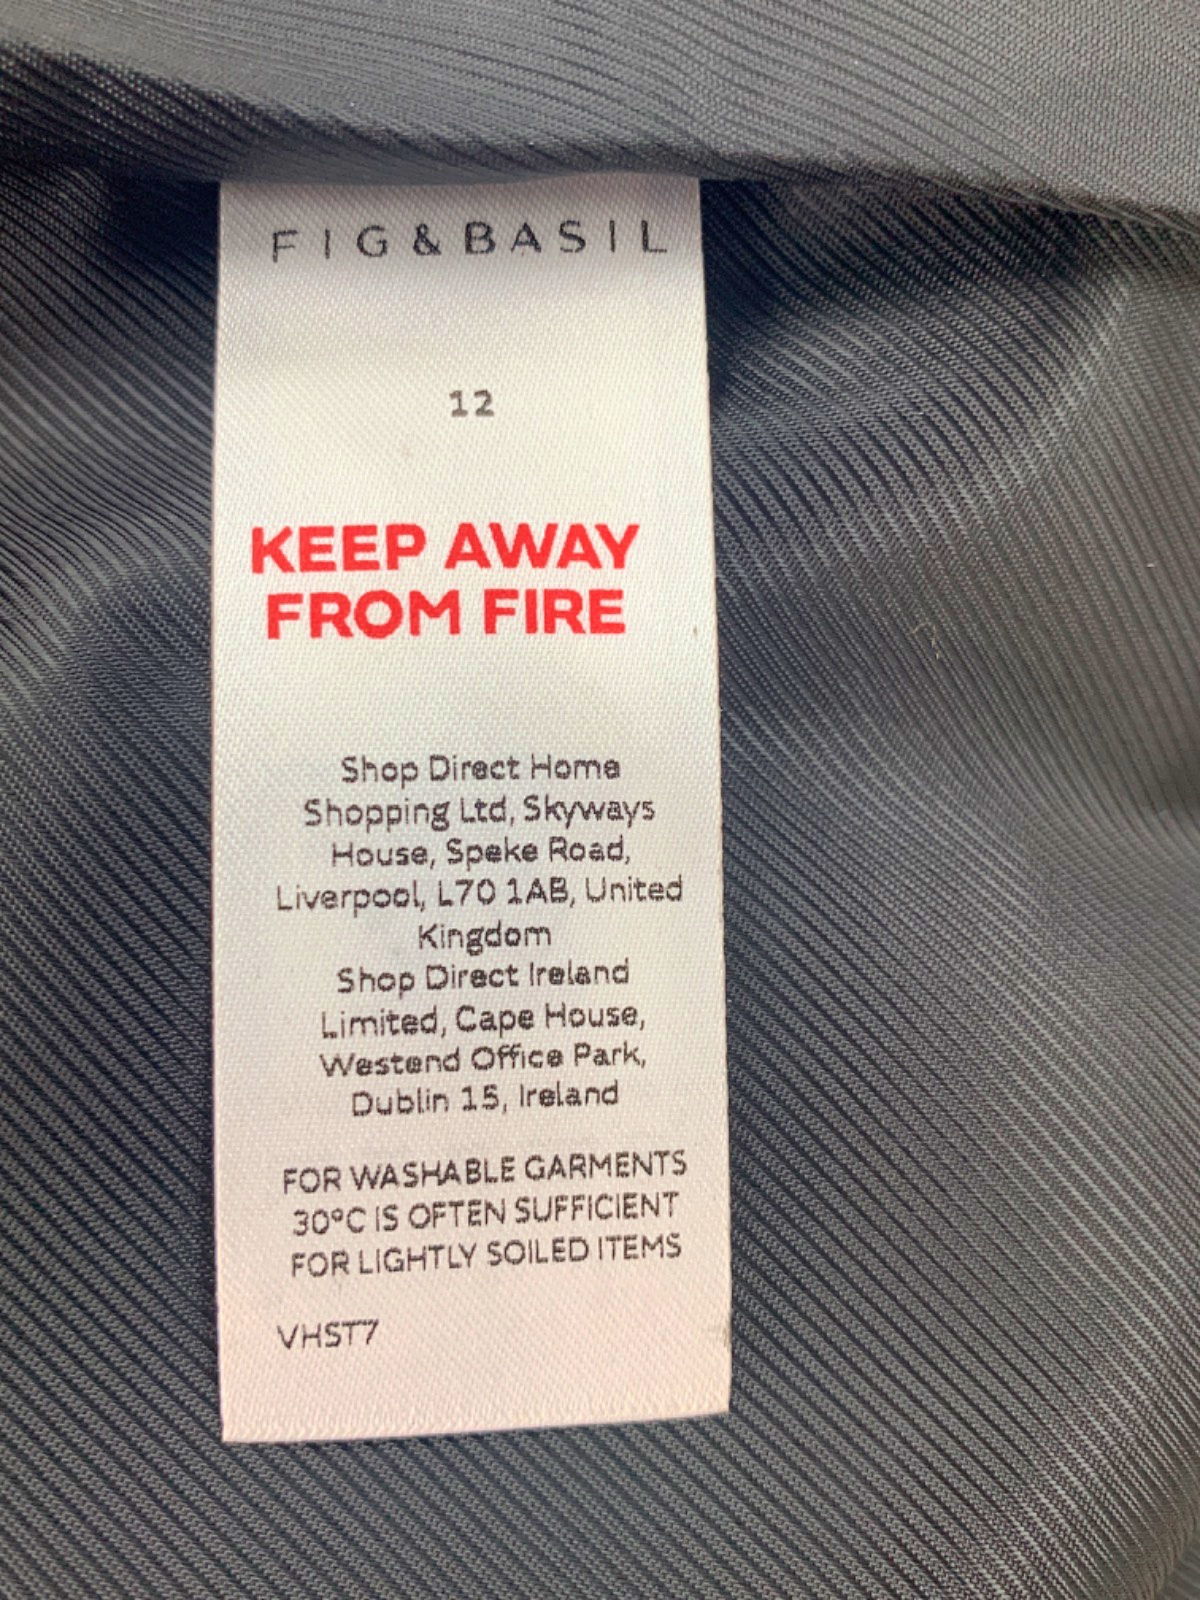 FIG&BASIL
12
KEEP AWAY
FROM FIRE
Shop Direct Home
Shopping Ltd, Skyways
House, Speke Road,
Liverpool, L70 1AB, United
Kingdom
Shop Direct Ireland
Limited, Cape House,
Westend Office Park,
Dublin 15, Ireland
FOR WASHABLE GARMENTS
30°C IS OFTEN SUFFICIENT
FOR LIGHTLY SOILED ITEMS
VHST7